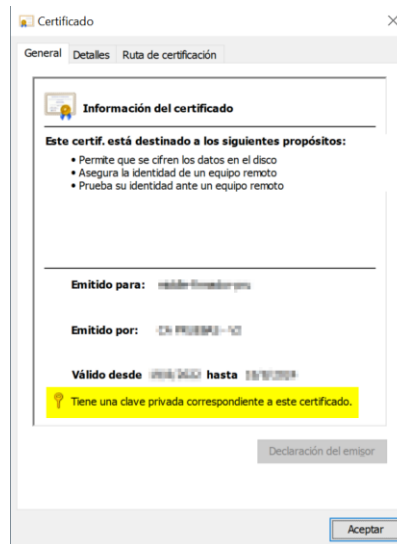 Certificado
General Detalles Ruta de certificación
Información del certificado
Este certif. está destinado a los siguientes propósitos:
• Permite que se cifren los datos en el disco
• Asegura la identidad de un equipo remoto
• Prueba su identidad ante un equipo remoto
Emitido para:
Emitido por:
Válido desde hasta
Tiene una clave privada correspondiente a este certificado.
Declaración del emisor
Aceptar